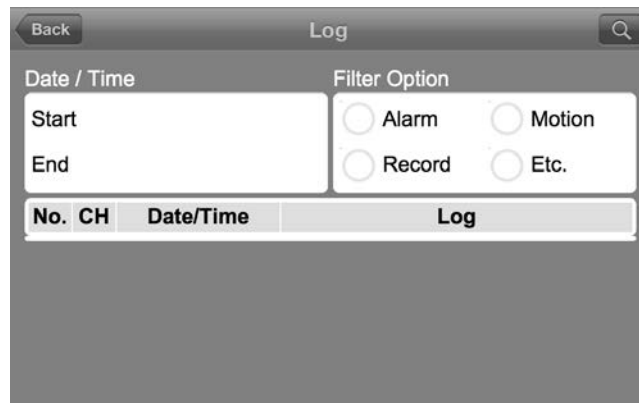 Back
Log
Date / Time
Filter Option
Start
Alarm
Motion
End
Record
Etc.
No. CH Date/Time Log